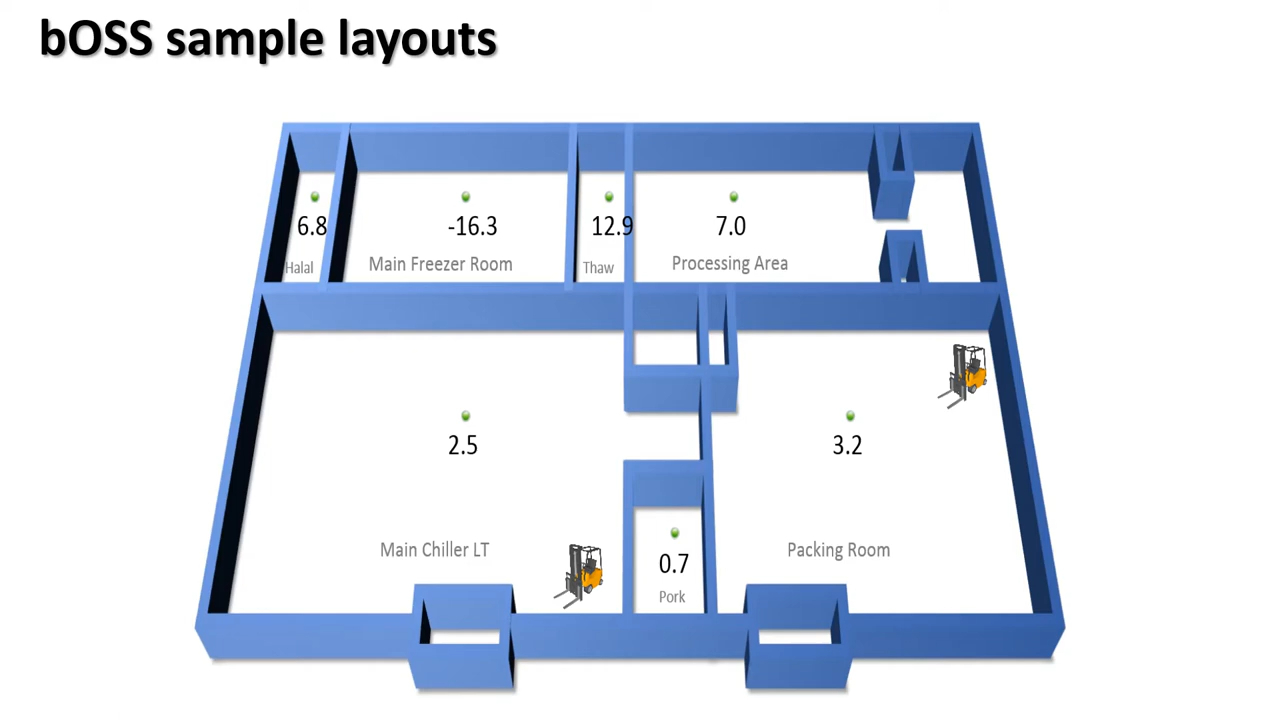 bOSS sample layouts
6.8
-16.3
12.9
7.0
Halal
Main Freezer Room
Thaw
Processing Area
2.5
3.2
Main Chiller LT
Packing Room
0.7
Pork